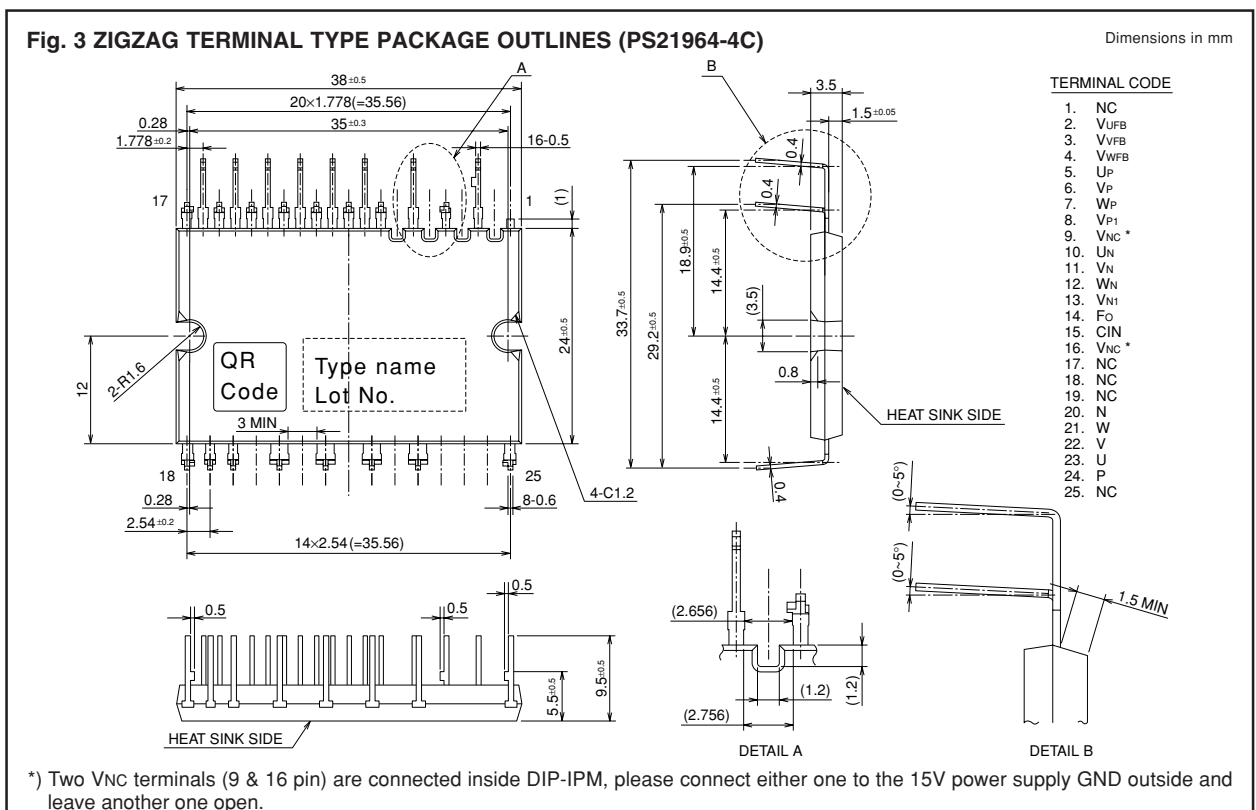 Fig. 3 ZIGZAG TERMINAL TYPE PACKAGE OUTLINES (PS21964-4C)
Dimensions in mm
A
38±0.5
20×1.778(=35.56)
0.28
35±0.3
1.778±0.2
16-0.5
17
1
(1)
24±0.5
12
2-R1.6
QR
Code
Type name
Lot No.
3 MIN
18
25
0.28
2.54±0.2
14×2.54(=35.56)
4-C1.2
8-0.6
B
3.5
1.5±0.05
0.4
0.4
33.7±0.5
29.2±0.5
18.9±0.5
14.4±0.5
(3.5)
0.8
14.4±0.5
0.4
HEAT SINK SIDE
TERMINAL CODE
1. NC
2. VUFB
3. VVFB
4. VWFB
5. UP
6. VP
7. WP
8. VP1
9. VNC *
10. UN
11. VN
12. WN
13. VN1
14. FO
15. CIN
16. VNC *
17. NC
18. NC
19. NC
20. N
21. W
22. V
23. U
24. P
25. NC
0.5
0.5
0.5
5.5±0.5
9.5±0.5
HEAT SINK SIDE
(2.656)
(1.2)
(1.2)
(2.756)
DETAIL A
(0~5°)
(0~5°)
1.5 MIN
DETAIL B
*) Two VNC terminals (9 & 16 pin) are connected inside DIP-IPM, please connect either one to the 15V power supply GND outside and
leave another one open.